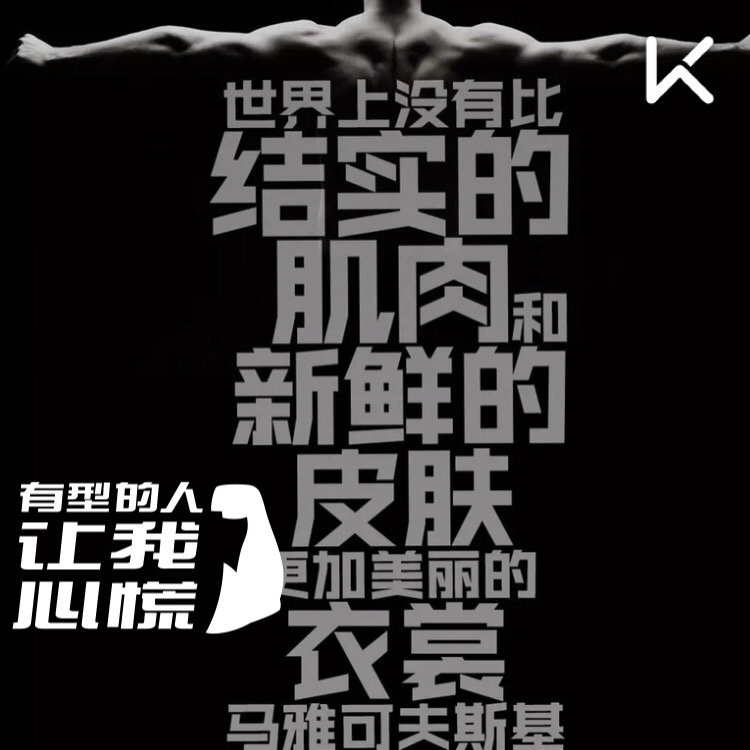 世界上没有比
结实的
肌肉和
新鲜的
皮肤
更加美丽的
衣裳
马雅可夫斯基
有型的人
让我
心慌